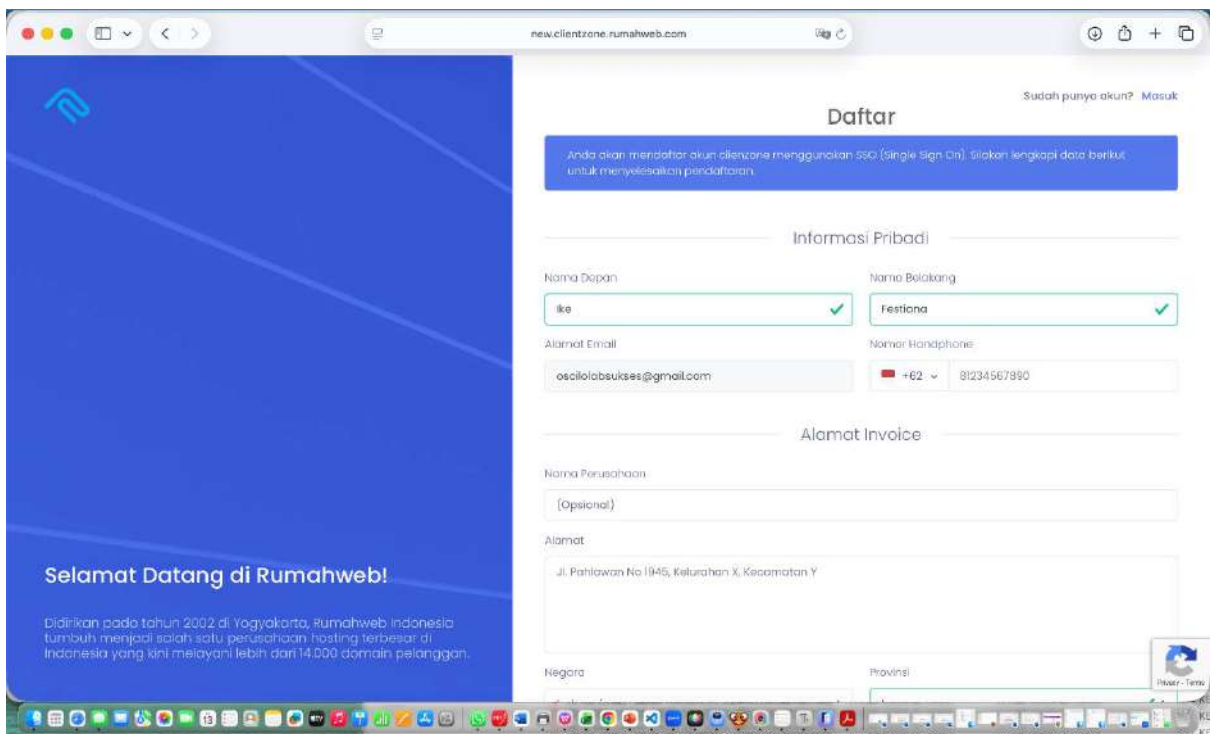 new.clientzone.rumahweb.com
Sudah punya akun? Masuk
Daftar
Anda akan mendaftar akun clienzone menggunakan SSO (Single Sign On). Silakan lengkapi data berikut
untuk menyelesaikan pendaftaran.
Informasi Pribadi
Nama Depan
Nama Belakang
Ike
Festiana
Alamat Email
Nomor Handphone
oscilolabsukses@gmail.com
+62
81234567890
Alamat Invoice
Nama Perusahaan
(Opsional)
Alamat
Jl. Pahlawan No 1945, Kelurahan X, Kecamatan Y
Selamat Datang di Rumahweb!
Didirikan pada tahun 2002 di Yogyakarta, Rumahweb Indonesia
tumbuh menjadi salah satu perusahaan hosting terbesar di
Indonesia yang kini melayani lebih dari 14.000 domain pelanggan.
Negara
Provinsi
Privacy - Terms